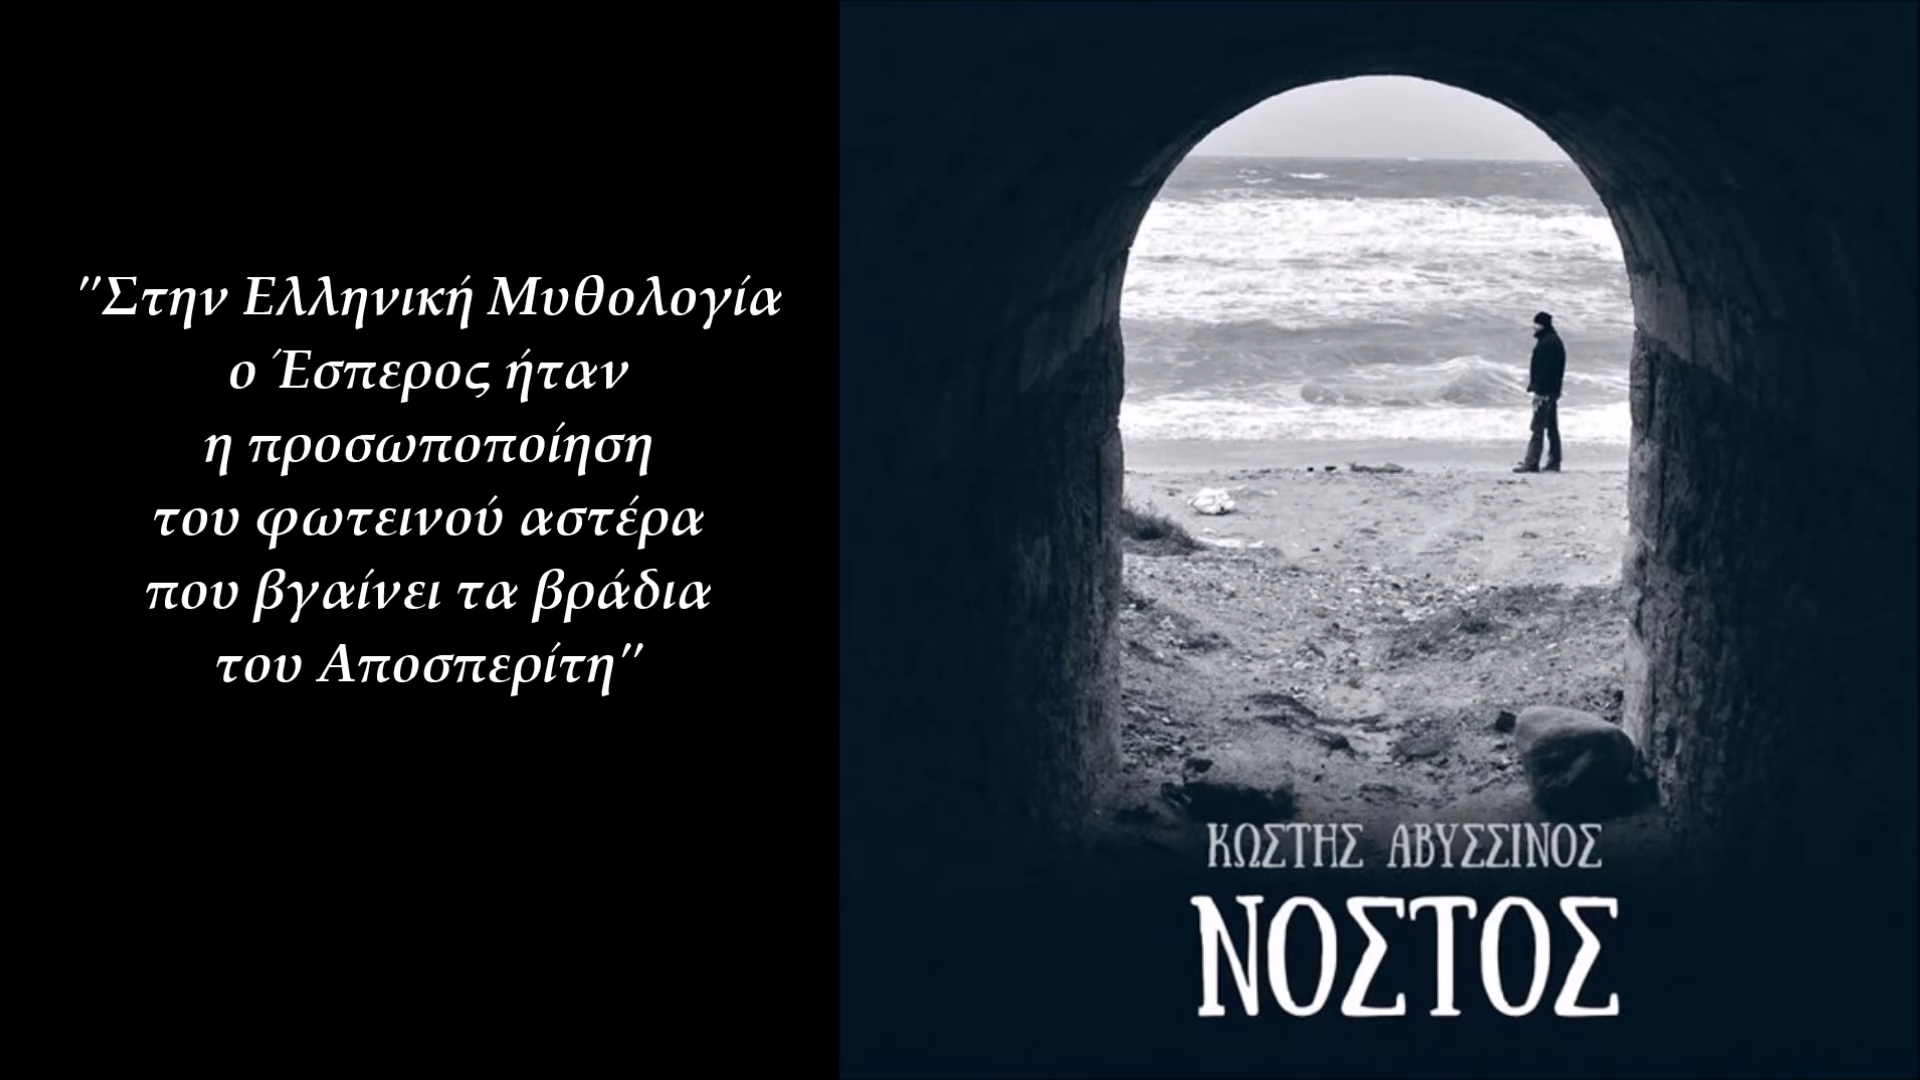 "Στην Ελληνική Μυθολογία
ο Έσπερος ήταν
η προσωποποίηση
του φωτεινού αστέρα
που βγαίνει τα βράδια
του Αποσπερίτη"
ΚΩΣΤΗΣ ΑΒΥΣΣΙΝΟΣ
ΝΟΣΤΟΣ